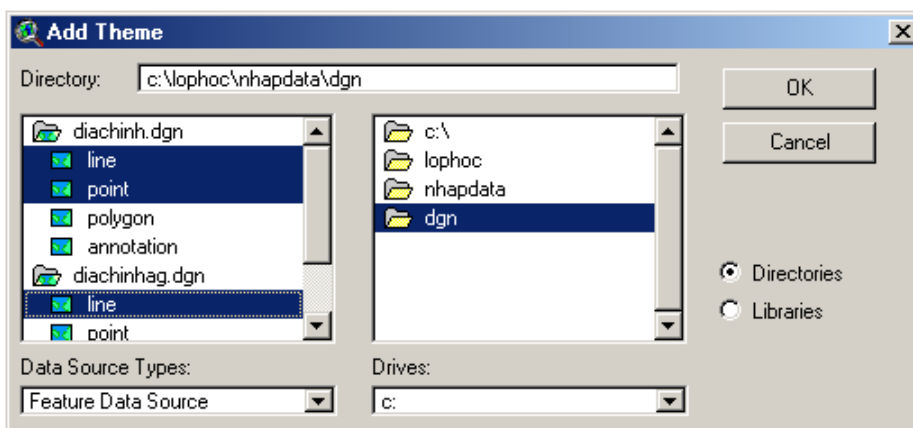 Add Theme
Directory: c:\lophoc\nhapdata\dgn
OK
Cancel
diachinh.dgn
line
point
polygon
annotation
diachinhag.dgn
line
point
c:\
lophoc
nhapdata
dgn
Directories
Libraries
Data Source Types:
Feature Data Source
Drives:
c: